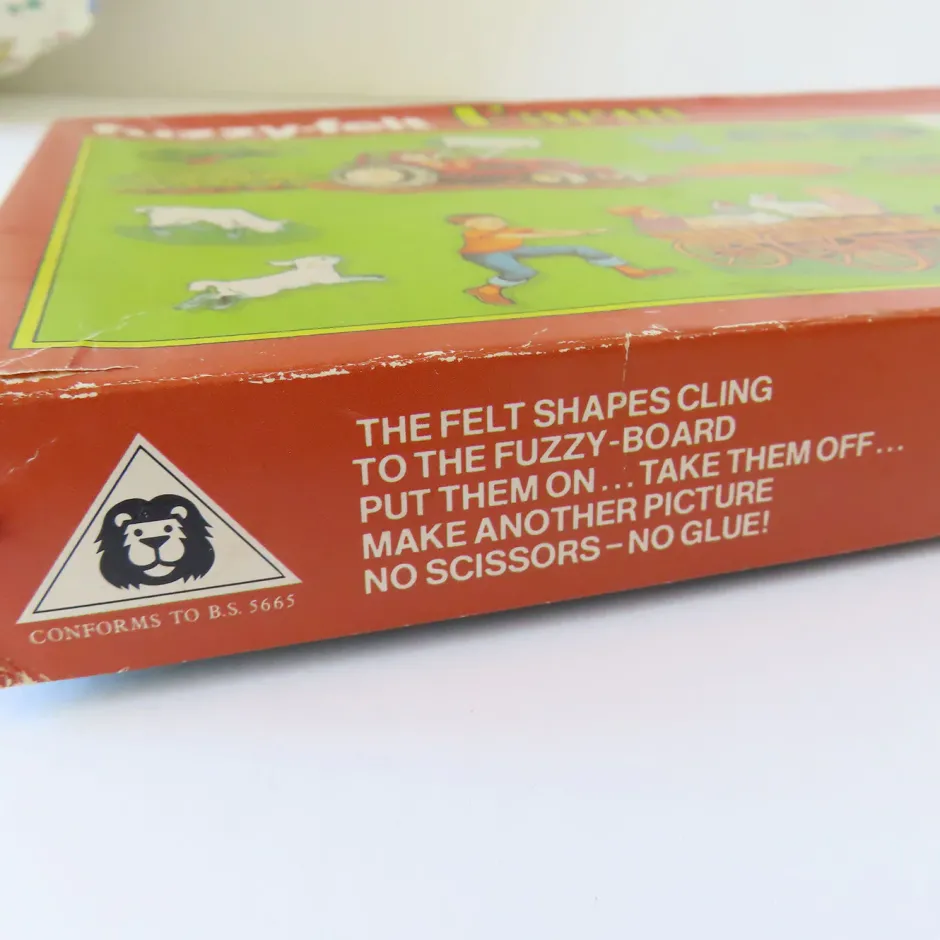 fuzzy-felt Farm
THE FELT SHAPES CLING
TO THE FUZZY-BOARD
PUT THEM ON... TAKE THEM OFF...
MAKE ANOTHER PICTURE
NO SCISSORS – NO GLUE!
CONFORMS TO B.S. 5665